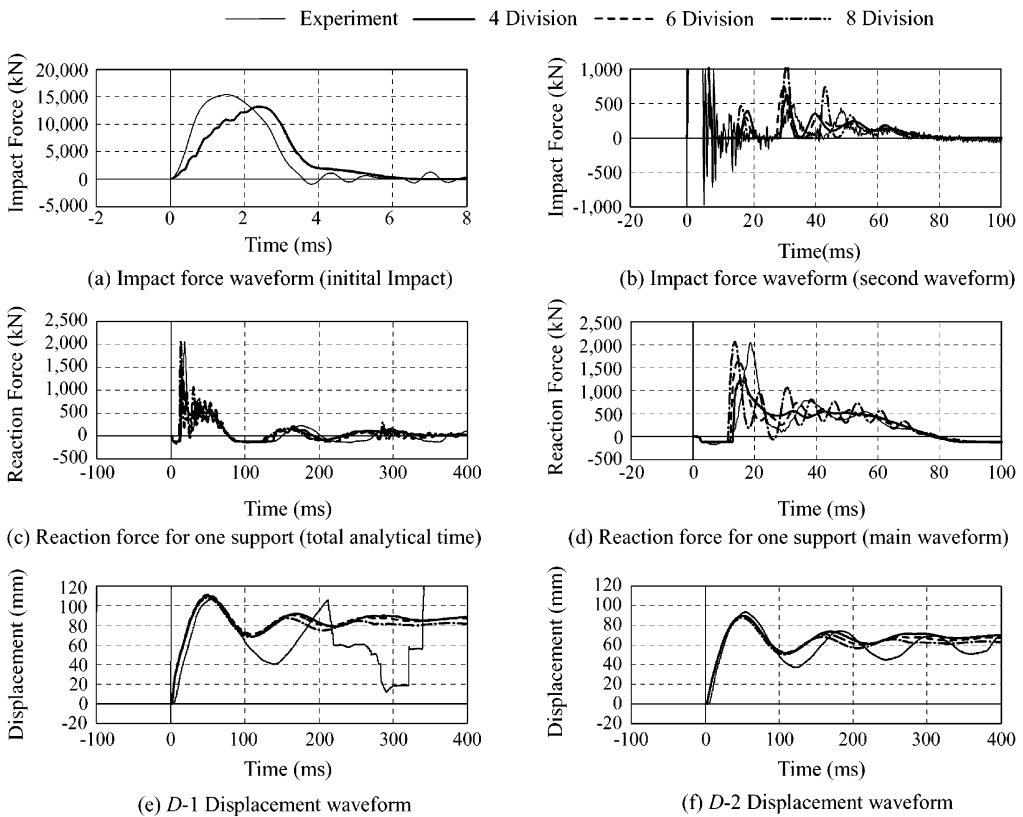 Experiment 4 Division 6 Division 8 Division
Impact Force (kN)
20,000
15,000
10,000
5,000
0
-5,000
-2 0 2 4 6 8
Time (ms)
(a) Impact force waveform (initital Impact)
Impact Force (kN)
1,000
500
0
-500
-1,000
-20 0 20 40 60 80 100
Time(ms)
(b) Impact force waveform (second waveform)
Reaction Force (kN)
2,500
2,000
1,500
1,000
500
0
-500
-100 0 100 200 300 400
Time (ms)
(c) Reaction force for one support (total analytical time)
Reaction Force (kN)
2,500
2,000
1,500
1,000
500
0
-500
-20 0 20 40 60 80 100
Time (ms)
(d) Reaction force for one support (main waveform)
Displacement (mm)
120
100
80
60
40
20
0
-20
-100 0 100 200 300 400
Time (ms)
(e) D-1 Displacement waveform
Displacement (mm)
120
100
80
60
40
20
0
-20
-100 0 100 200 300 400
Time (ms)
(f) D-2 Displacement waveform